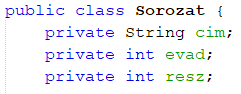 public class Sorozat {
    private String cim;
    private int evad;
    private int resz;